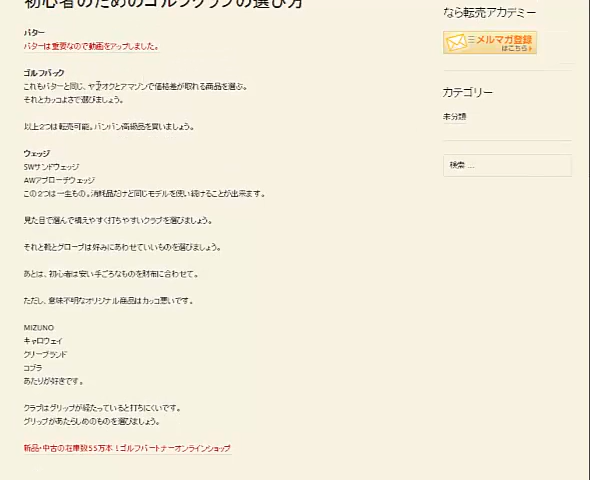 初心者のためのゴルフクラブの選び方
パター
パターは重要なので動画をアップしました。
ゴルフバック
これもパターと同じ、ヤフオクとアマゾンで価格差が取れる商品を選ぶ。
それとカッコよさで選びましょう。
以上2つは転売可能。バンバン高級品を買いましょう。
ウェッジ
SWサンドウェッジ
AWアプローチウェッジ
この2つは一生もの。消耗品だけど同じモデルを使い続けることが出来ます。
見た目で選んで構えやすく打ちやすいクラブを選びましょう。
それと靴とグローブは好みにあわせていいものを選びましょう。
あとは、初心者は安い手ごろなものを財布に合わせて。
ただし、意味不明なオリジナル商品はカッコ悪いです。
MIZUNO
キャロウェイ
クリーブランド
コブラ
あたりが好きです。
クラブはグリップが経たっていると打ちにくいです。
グリップがあたらしめのものを選びましょう。
新品・中古の在庫数55万本！ゴルフパートナーオンラインショップ
なら転売アカデミー
メルマガ登録
はこちら
カテゴリー
未分類
検索 …